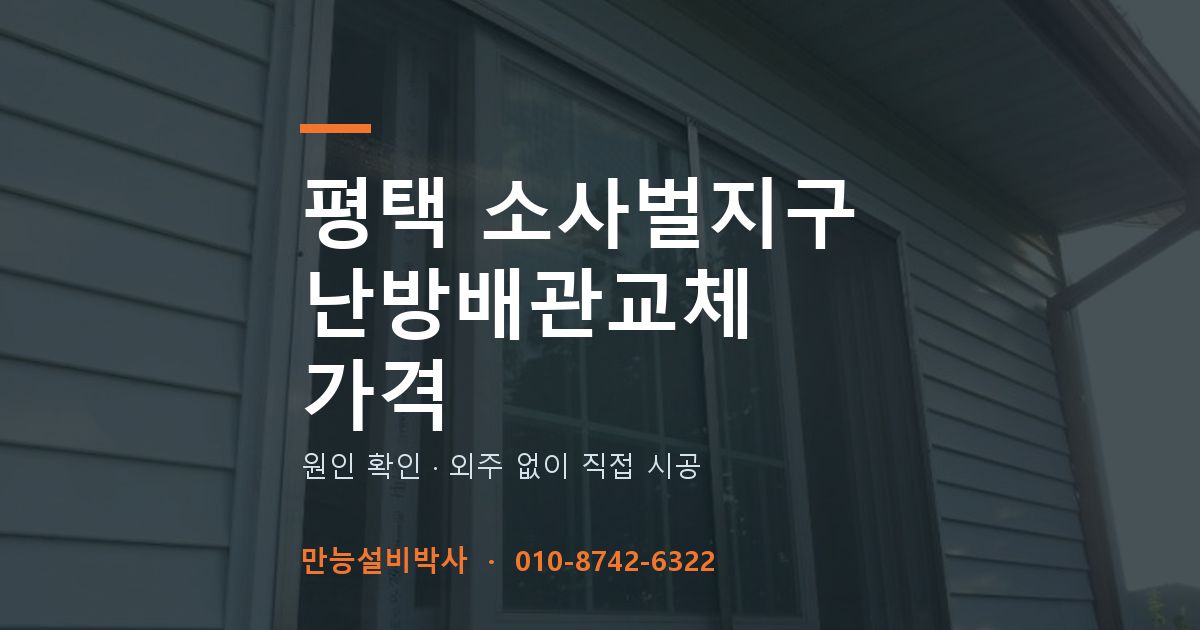 평택 소사벌지구
난방배관교체
가격
원인 확인 · 외주 없이 직접 시공
만능설비박사 · 010-8742-6322